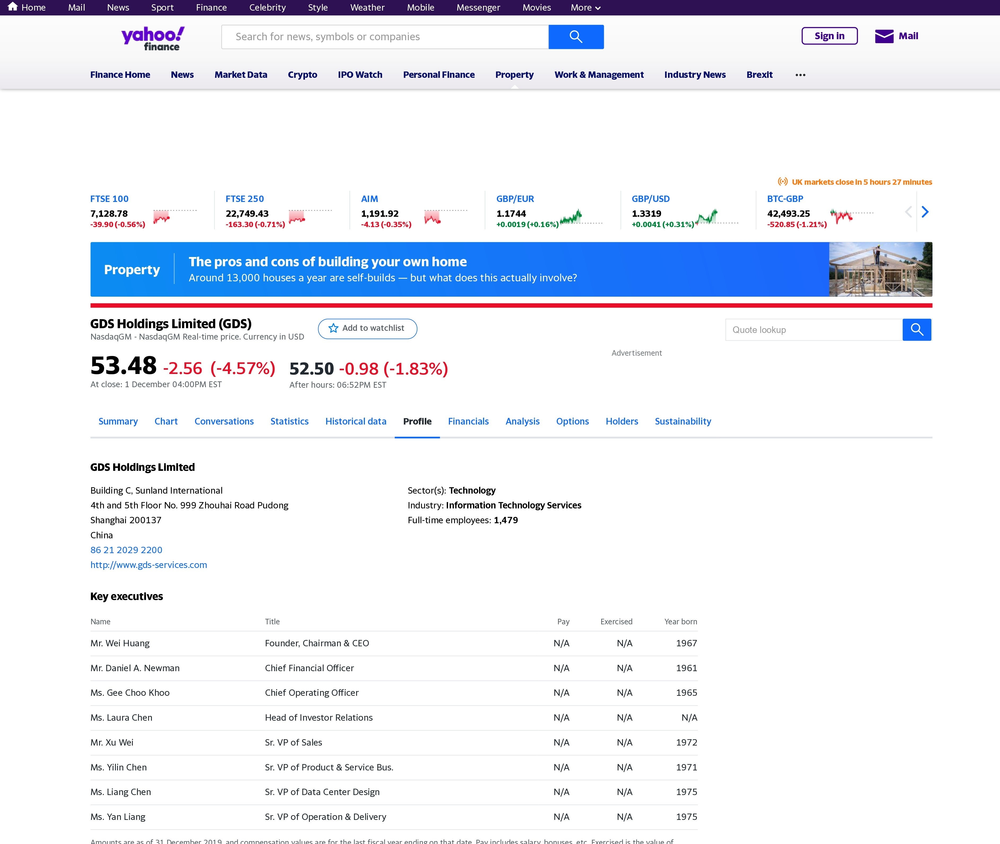 Home Mail News Sport Finance Celebrity Style Weather Mobile Messenger Movies More
yahoo! finance
Search for news, symbols or companies
Sign in Mail
Finance Home News Market Data Crypto IPO Watch Personal Finance Property Work & Management Industry News Brexit •••
UK markets close in 5 hours 27 minutes
FTSE 100
7,128.78
-39.90 (-0.56%)
FTSE 250
22,749.43
-163.30 (-0.71%)
AIM
1,191.92
-4.13 (-0.35%)
GBP/EUR
1.1744
+0.0019 (+0.16%)
GBP/USD
1.3319
+0.0041 (+0.31%)
BTC-GBP
42,493.25
-520.85 (-1.21%)
Property
The pros and cons of building your own home
Around 13,000 houses a year are self-builds — but what does this actually involve?
GDS Holdings Limited (GDS)
NasdaqGM - NasdaqGM Real-time price. Currency in USD
Add to watchlist
Quote lookup
Advertisement
53.48 -2.56 (-4.57%)
At close: 1 December 04:00PM EST
52.50 -0.98 (-1.83%)
After hours: 06:52PM EST
Summary Chart Conversations Statistics Historical data Profile Financials Analysis Options Holders Sustainability
GDS Holdings Limited
Building C, Sunland International
4th and 5th Floor No. 999 Zhouhai Road Pudong
Shanghai 200137
China
86 21 2029 2200
http://www.gds-services.com
Sector(s): Technology
Industry: Information Technology Services
Full-time employees: 1,479
Key executives
Name Title Pay Exercised Year born
Mr. Wei Huang Founder, Chairman & CEO N/A N/A 1967
Mr. Daniel A. Newman Chief Financial Officer N/A N/A 1961
Ms. Gee Choo Khoo Chief Operating Officer N/A N/A 1965
Ms. Laura Chen Head of Investor Relations N/A N/A N/A
Mr. Xu Wei Sr. VP of Sales N/A N/A 1972
Ms. Yilin Chen Sr. VP of Product & Service Bus. N/A N/A 1971
Ms. Liang Chen Sr. VP of Data Center Design N/A N/A 1975
Ms. Yan Liang Sr. VP of Operation & Delivery N/A N/A 1975
Amounts are as of 31 December 2019, and compensation values are for the last fiscal year ending on that date. Pay includes salary, bonuses, etc. Exercised is the value of